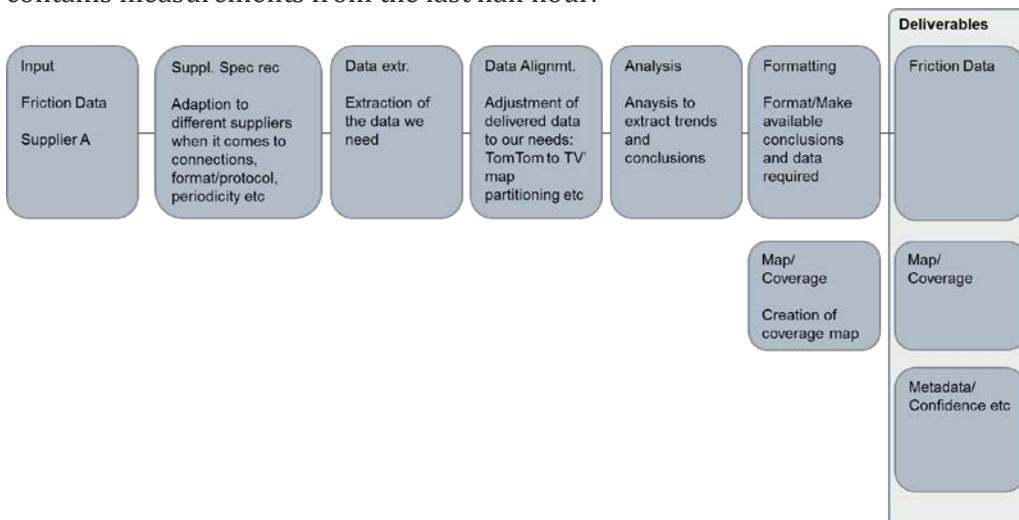 contains measurements from the last half hour.
Deliverables
Input
Friction Data
Supplier A
Suppl. Spec rec
Adaption to
different suppliers
when it comes to
connections,
format/protocol,
periodicity etc
Data extr.
Extraction of
the data we
need
Data Alignmt.
Adjustment of
delivered data
to our needs:
TomTom to TV'
map
partitioning etc
Analysis
Anaysis to
extract trends
and
conclusions
Formatting
Format/Make
available
conclusions
and data
required
Friction Data
Map/
Coverage
Creation of
coverage map
Map/
Coverage
Metadata/
Confidence etc